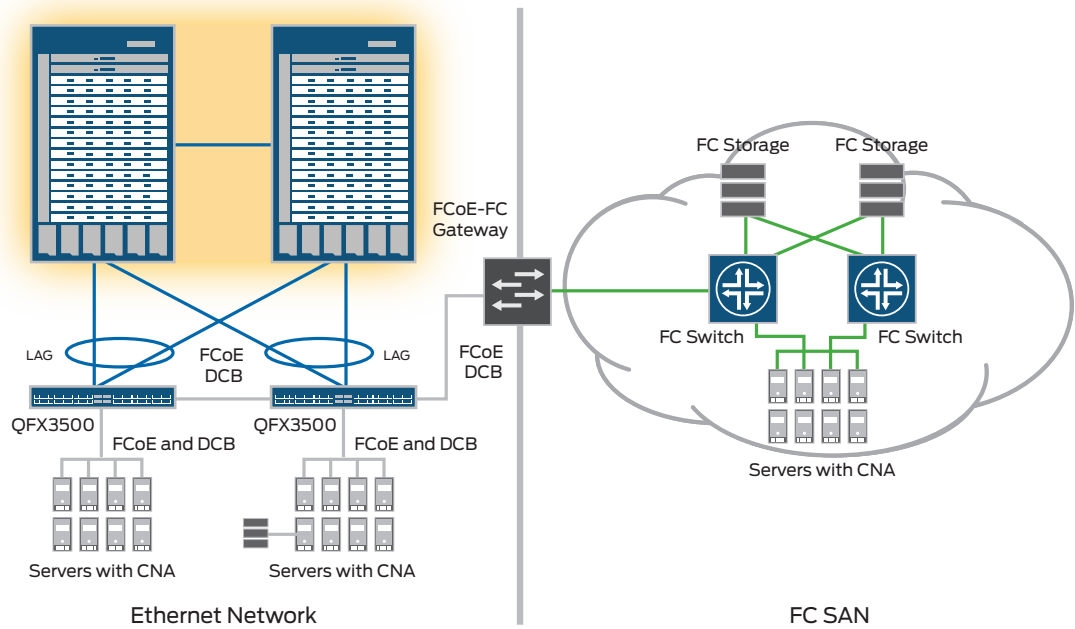 FC Storage
FC Storage
FCoE-FC
Gateway
FC Switch
FC Switch
LAG
FCoE
DCB
LAG
FCoE
DCB
QFX3500
QFX3500
FCoE and DCB
FCoE and DCB
Servers with CNA
Servers with CNA
Servers with CNA
Ethernet Network
FC SAN